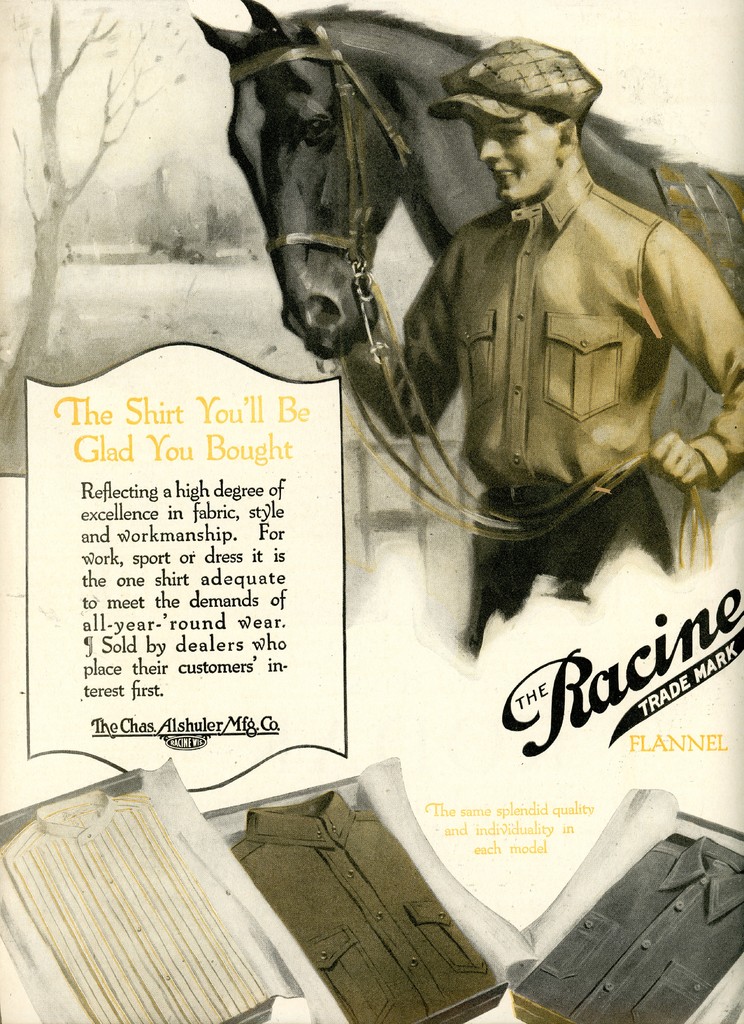 The Shirt You'll Be
Glad You Bought
Reflecting a high degree of
excellence in fabric, style
and workmanship. For
work, sport or dress it is
the one shirt adequate
to meet the demands of
all-year-'round wear.
¶ Sold by dealers who
place their customers' in-
terest first.
The Chas. Alshuler Mfg. Co.
RACINE WIS
THE Racine
TRADE MARK
FLANNEL
The same splendid quality
and individuality in
each model